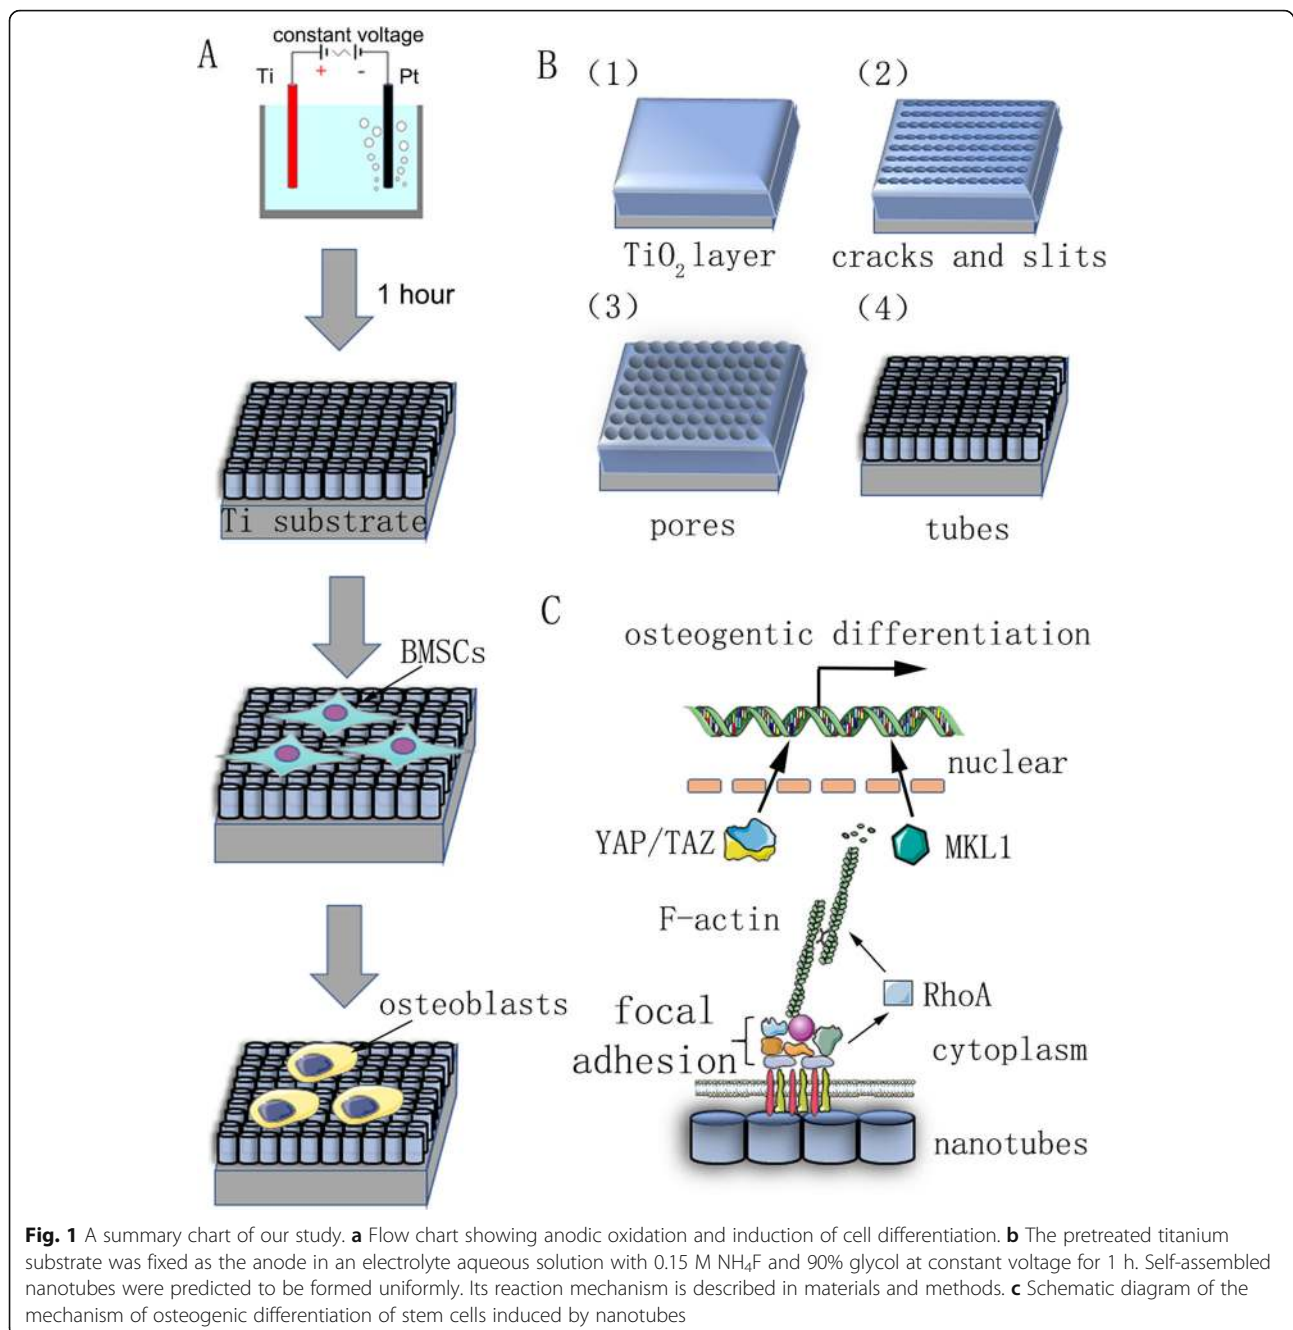 A
constant voltage
Ti
+
-
Pt
1 hour
Ti substrate
BMSCs
osteoblasts
B
(1)
(2)
TiO₂ layer
cracks and slits
(3)
(4)
pores
tubes
C
osteogentic differentiation
nuclear
YAP/TAZ
MKL1
F-actin
RhoA
focal
adhesion
cytoplasm
nanotubes
Fig. 1 A summary chart of our study. a Flow chart showing anodic oxidation and induction of cell differentiation. b The pretreated titanium
substrate was fixed as the anode in an electrolyte aqueous solution with 0.15 M NH₄F and 90% glycol at constant voltage for 1 h. Self-assembled
nanotubes were predicted to be formed uniformly. Its reaction mechanism is described in materials and methods. c Schematic diagram of the
mechanism of osteogenic differentiation of stem cells induced by nanotubes